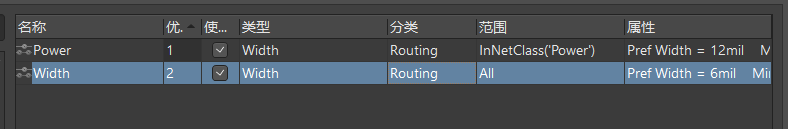 名称 优. 使... 类型 分类 范围 属性
Power 1 Width Routing InNetClass('Power') Pref Width = 12mil M
Width 2 Width Routing All Pref Width = 6mil Min